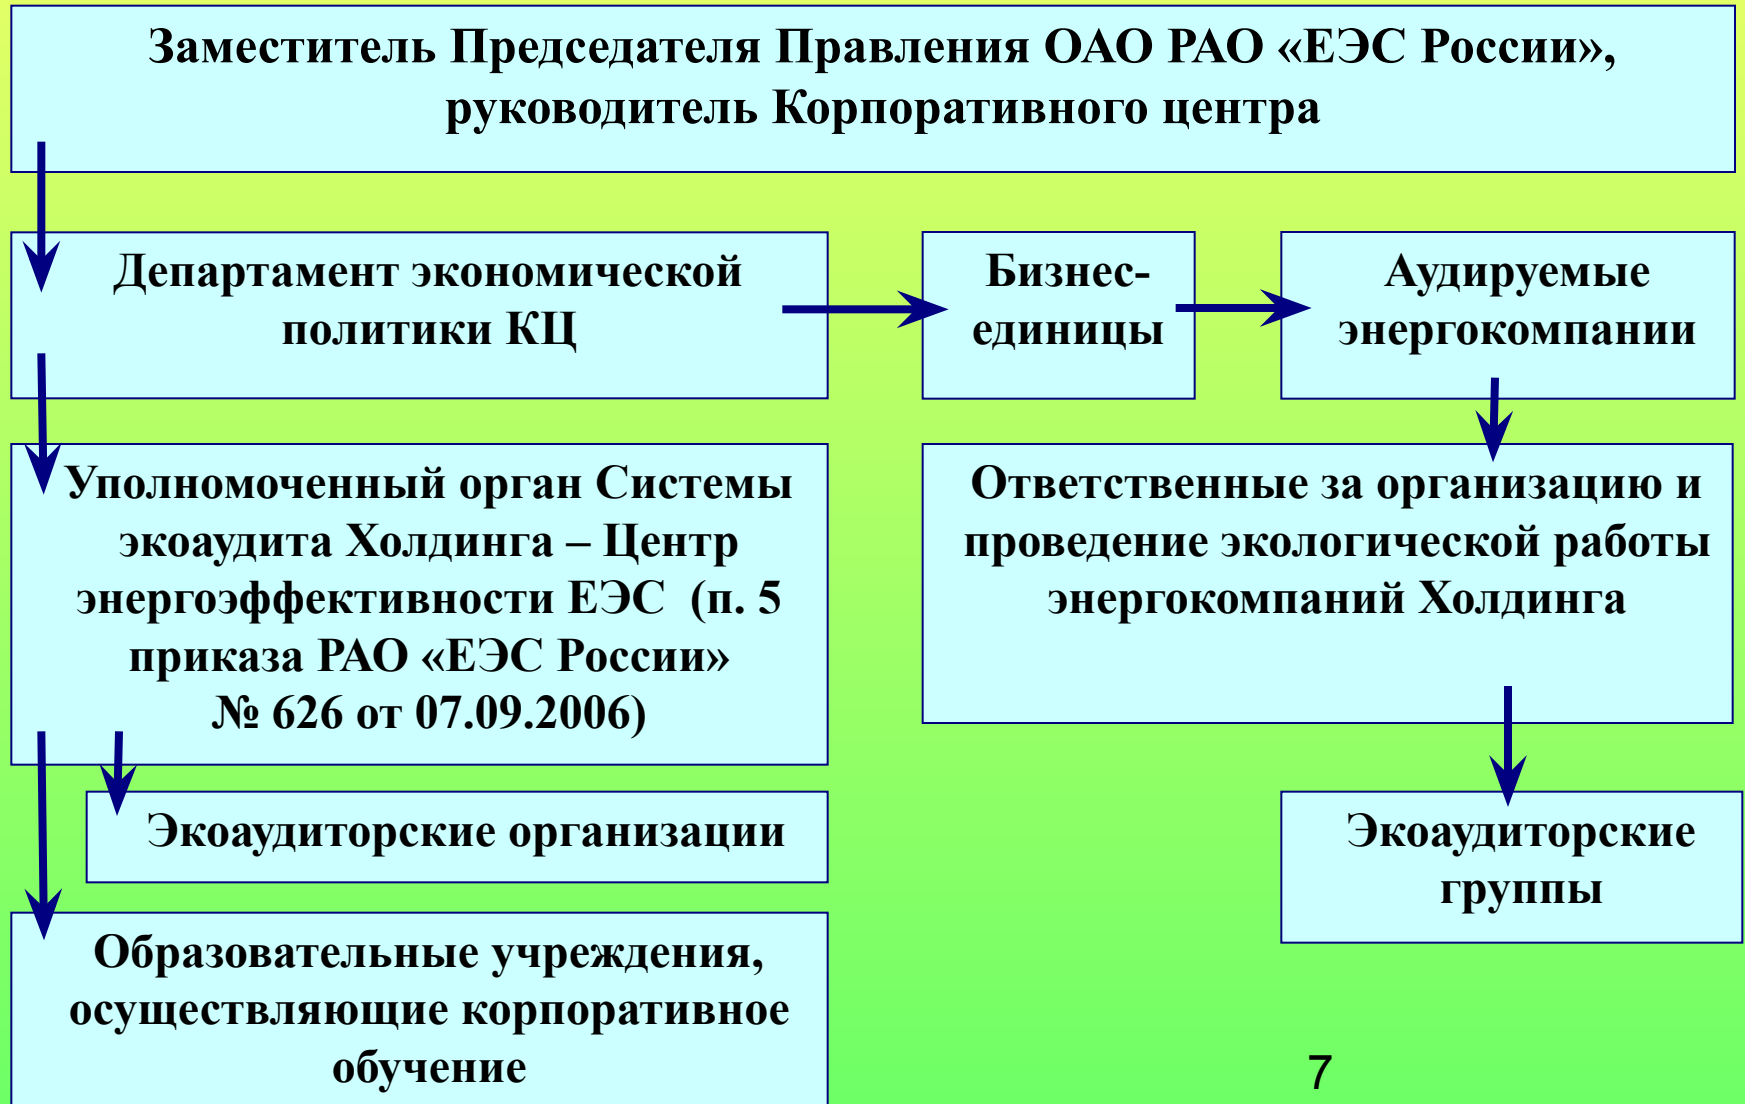 Заместитель Председателя Правления ОАО РАО «ЕЭС России»,
руководитель Корпоративного центра
Департамент экономической
политики КЦ
Бизнес-
единицы
Аудируемые
энергокомпании
Уполномоченный орган Системы
экоаудита Холдинга – Центр
энергоэффективности ЕЭС (п. 5
приказа РАО «ЕЭС России»
№ 626 от 07.09.2006)
Ответственные за организацию и
проведение экологической работы
энергокомпаний Холдинга
Экоаудиторские организации
Экоаудиторские
группы
Образовательные учреждения,
осуществляющие корпоративное
обучение
7